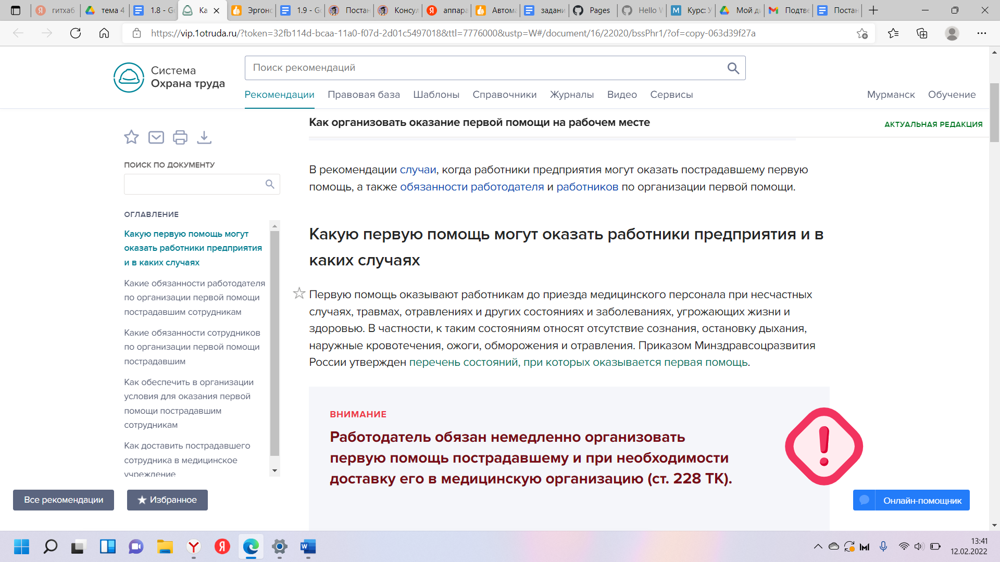 гитхаб
тема 4
1.8 - Go
Ка
Эргоно
1.9 - Go
Постан
Консул
аппара
Автома
задани
Pages
Hello W
Курс: У
Мой ди
Подтве
Постан
https://vip.1otruda.ru/?token=32fb114d-bcaa-11a0-f07d-2d01c5497018&ttl=7776000&ustp=W#/document/16/22020/bssPhr1/?of=copy-063d39f27a
Система
Охрана труда
Поиск рекомендаций
Рекомендации Правовая база Шаблоны Справочники Журналы Видео Сервисы Мурманск Обучение
Как организовать оказание первой помощи на рабочем месте
АКТУАЛЬНАЯ РЕДАКЦИЯ
ПОИСК ПО ДОКУМЕНТУ
ОГЛАВЛЕНИЕ
Какую первую помощь могут
оказать работники предприятия
и в каких случаях
Какие обязанности работодателя
по организации первой помощи
пострадавшим сотрудникам
Какие обязанности сотрудников
по организации первой помощи
пострадавшим
Как обеспечить в организации
условия для оказания первой
помощи пострадавшим
сотрудникам
Как доставить пострадавшего
сотрудника в медицинское
учреждение
Все рекомендации
Избранное
В рекомендации случаи, когда работники предприятия могут оказать пострадавшему первую
помощь, а также обязанности работодателя и работников по организации первой помощи.
Какую первую помощь могут оказать работники предприятия и в
каких случаях
Первую помощь оказывают работникам до приезда медицинского персонала при несчастных
случаях, травмах, отравлениях и других состояниях и заболеваниях, угрожающих жизни и
здоровью. В частности, к таким состояниям относят отсутствие сознания, остановку дыхания,
наружные кровотечения, ожоги, обморожения и отравления. Приказом Минздравсоцразвития
России утвержден перечень состояний, при которых оказывается первая помощь.
ВНИМАНИЕ
Работодатель обязан немедленно организовать
первую помощь пострадавшему и при необходимости
доставку его в медицинскую организацию (ст. 228 ТК).
Онлайн-помощник
13:41
12.02.2022